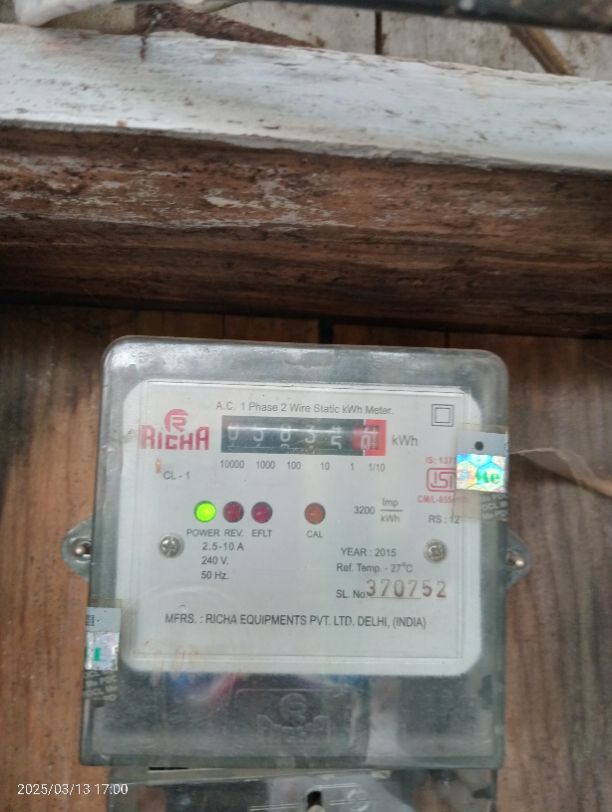 A.C. 1 Phase 2 Wire Static kWh Meter.
RICHA
kWh
10000 1000 100 10 1 1/10
CL - 1
ISI
3200 Imp/kWh
RS : 12
POWER REV. EFLT CAL
2.5-10 A
240 V.
50 Hz.
YEAR : 2015
Ref. Temp. - 27°C
SL. No. 370752
MFRS. : RICHA EQUIPMENTS PVT. LTD. DELHI, (INDIA)
2025/03/13 17:00